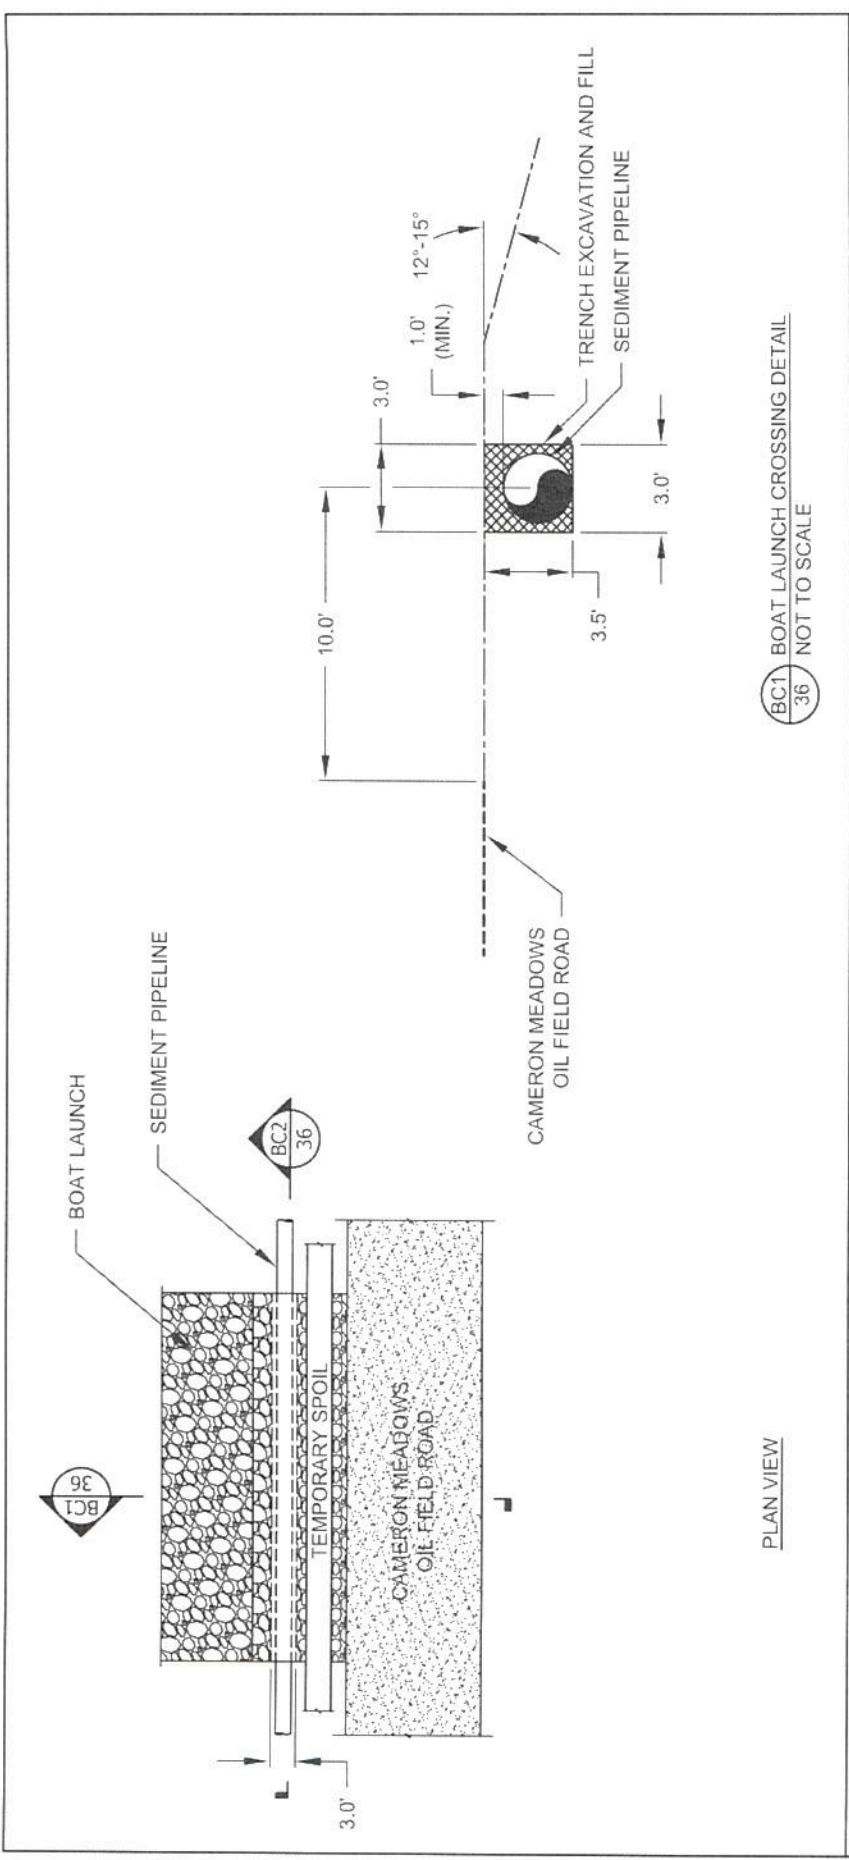 BC1
36
BOAT LAUNCH
SEDIMENT PIPELINE
BC2
36
TEMPORARY SPOIL
CAMERON MEADOWS
OIL FIELD ROAD
3.0'
PLAN VIEW
10.0'
3.0'
1.0'
(MIN.)
12°-15°
TRENCH EXCAVATION AND FILL
SEDIMENT PIPELINE
3.5'
3.0'
CAMERON MEADOWS
OIL FIELD ROAD
BC1
36
BOAT LAUNCH CROSSING DETAIL
NOT TO SCALE